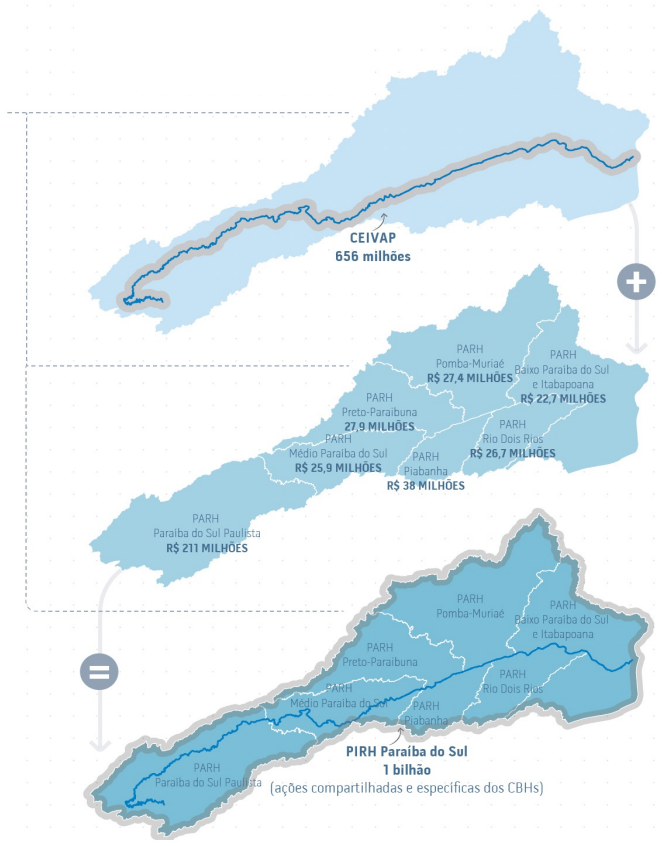 CEIVAP
656 milhões
+
PARH
Pomba-Muriaé
R$ 27,4 MILHÕES
PARH
Baixo Paraíba do Sul
e Itabapoana
R$ 22,7 MILHÕES
PARH
Preto-Paraibuna
27,9 MILHÕES
PARH
Médio Paraíba do Sul
R$ 25,9 MILHÕES
PARH
Rio Dois Rios
R$ 26,7 MILHÕES
PARH
Piabanha
R$ 38 MILHÕES
PARH
Paraíba do Sul Paulista
R$ 211 MILHÕES
=
PARH
Pomba-Muriaé
PARH
Baixo Paraíba do Sul
e Itabapoana
PARH
Preto-Paraibuna
PARH
Médio Paraíba do Sul
PARH
Rio Dois Rios
PARH
Piabanha
PARH
Paraíba do Sul Paulista
PIRH Paraíba do Sul
1 bilhão
(ações compartilhadas e específicas dos CBHs)